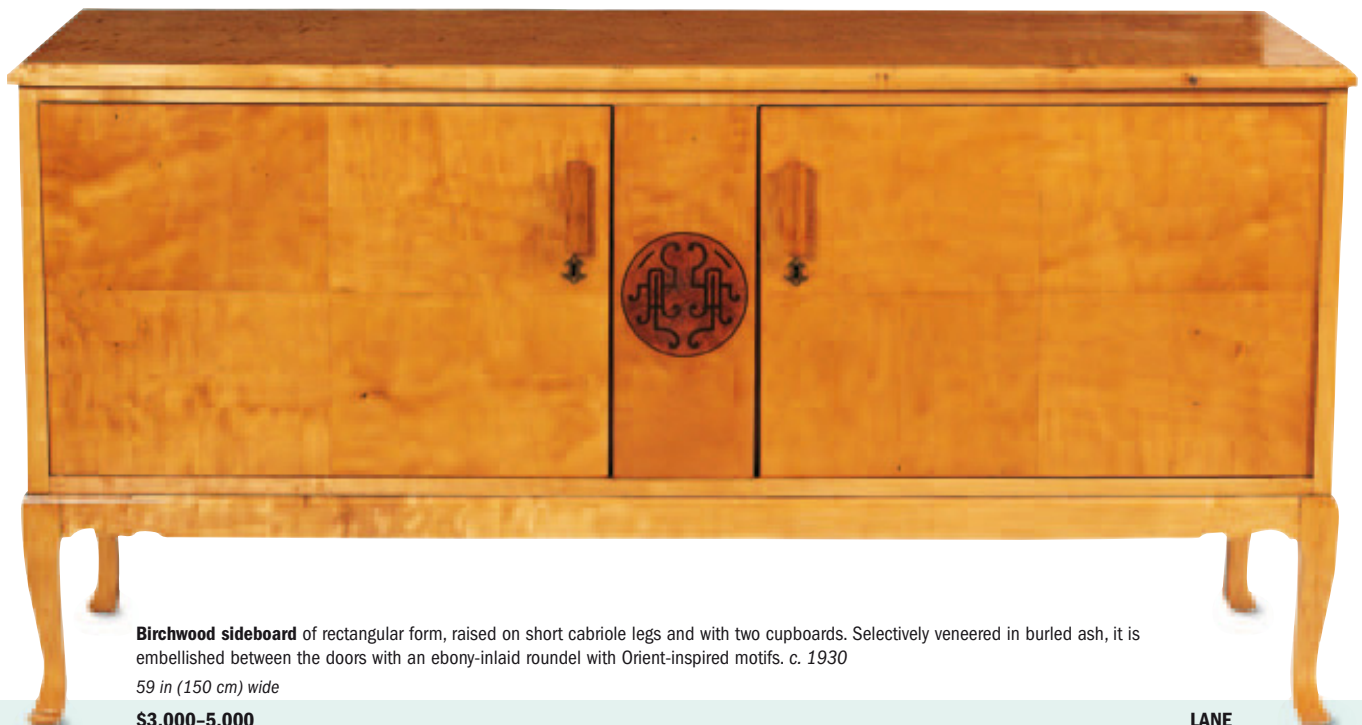 Birchwood sideboard of rectangular form, raised on short cabriole legs and with two cupboards. Selectively veneered in burled ash, it is
embellished between the doors with an ebony-inlaid roundel with Orient-inspired motifs. c. 1930
59 in (150 cm) wide
$3,000–5,000 LANE